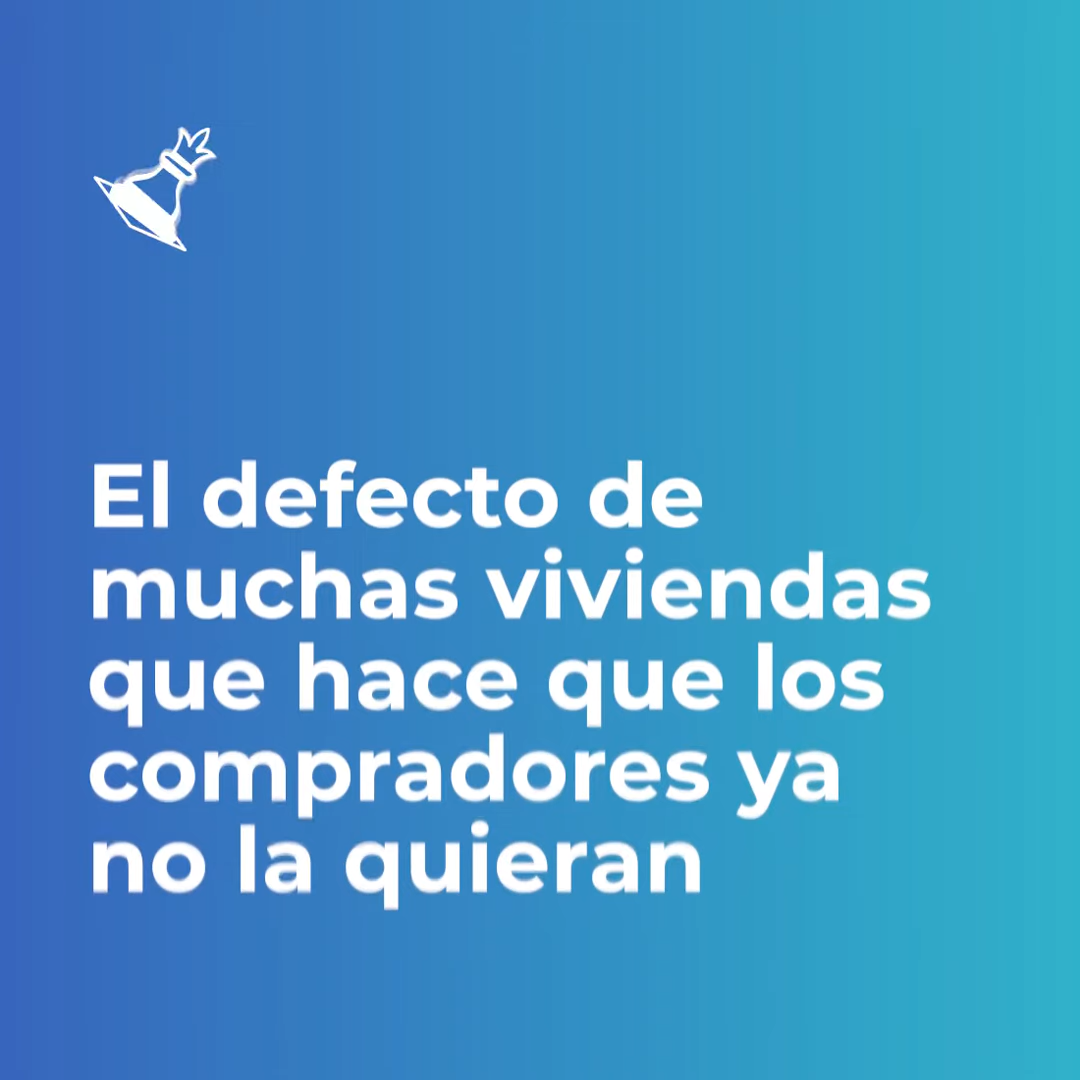 El defecto de
muchas viviendas
que hace que los
compradores ya
no la quieran